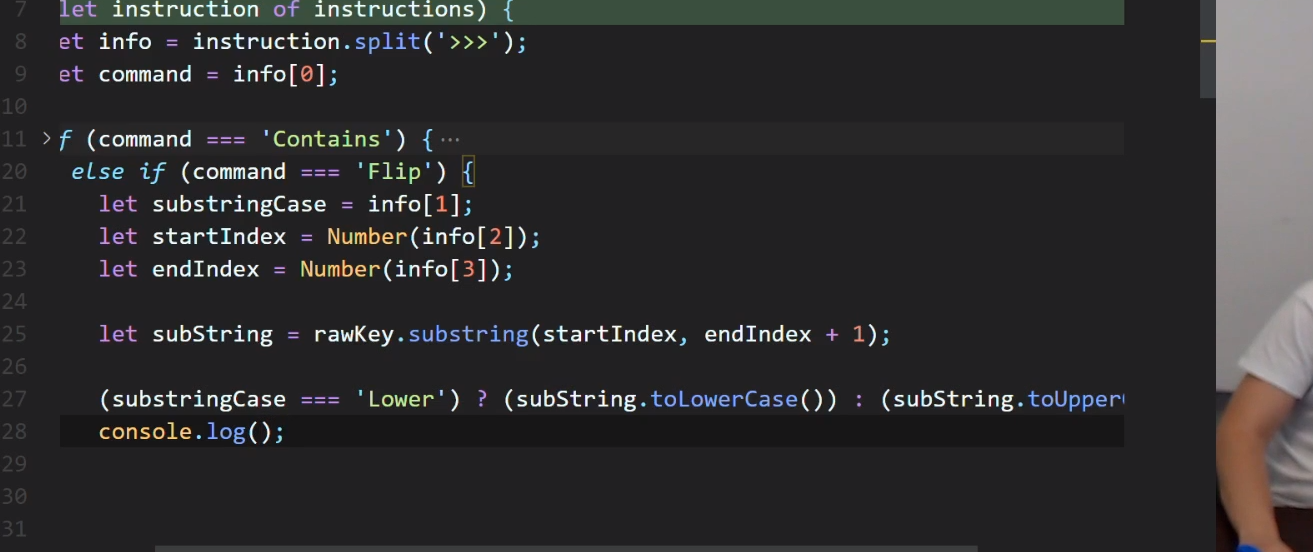 7 let instruction of instructions) {
8 et info = instruction.split('>>>');
9 et command = info[0];
10
11 f (command === 'Contains') { ···
20 else if (command === 'Flip') {
21 let substringCase = info[1];
22 let startIndex = Number(info[2]);
23 let endIndex = Number(info[3]);
24
25 let subString = rawKey.substring(startIndex, endIndex + 1);
26
27 (substringCase === 'Lower') ? (subString.toLowerCase()) : (subString.toUpper
28 console.log();
29
30
31